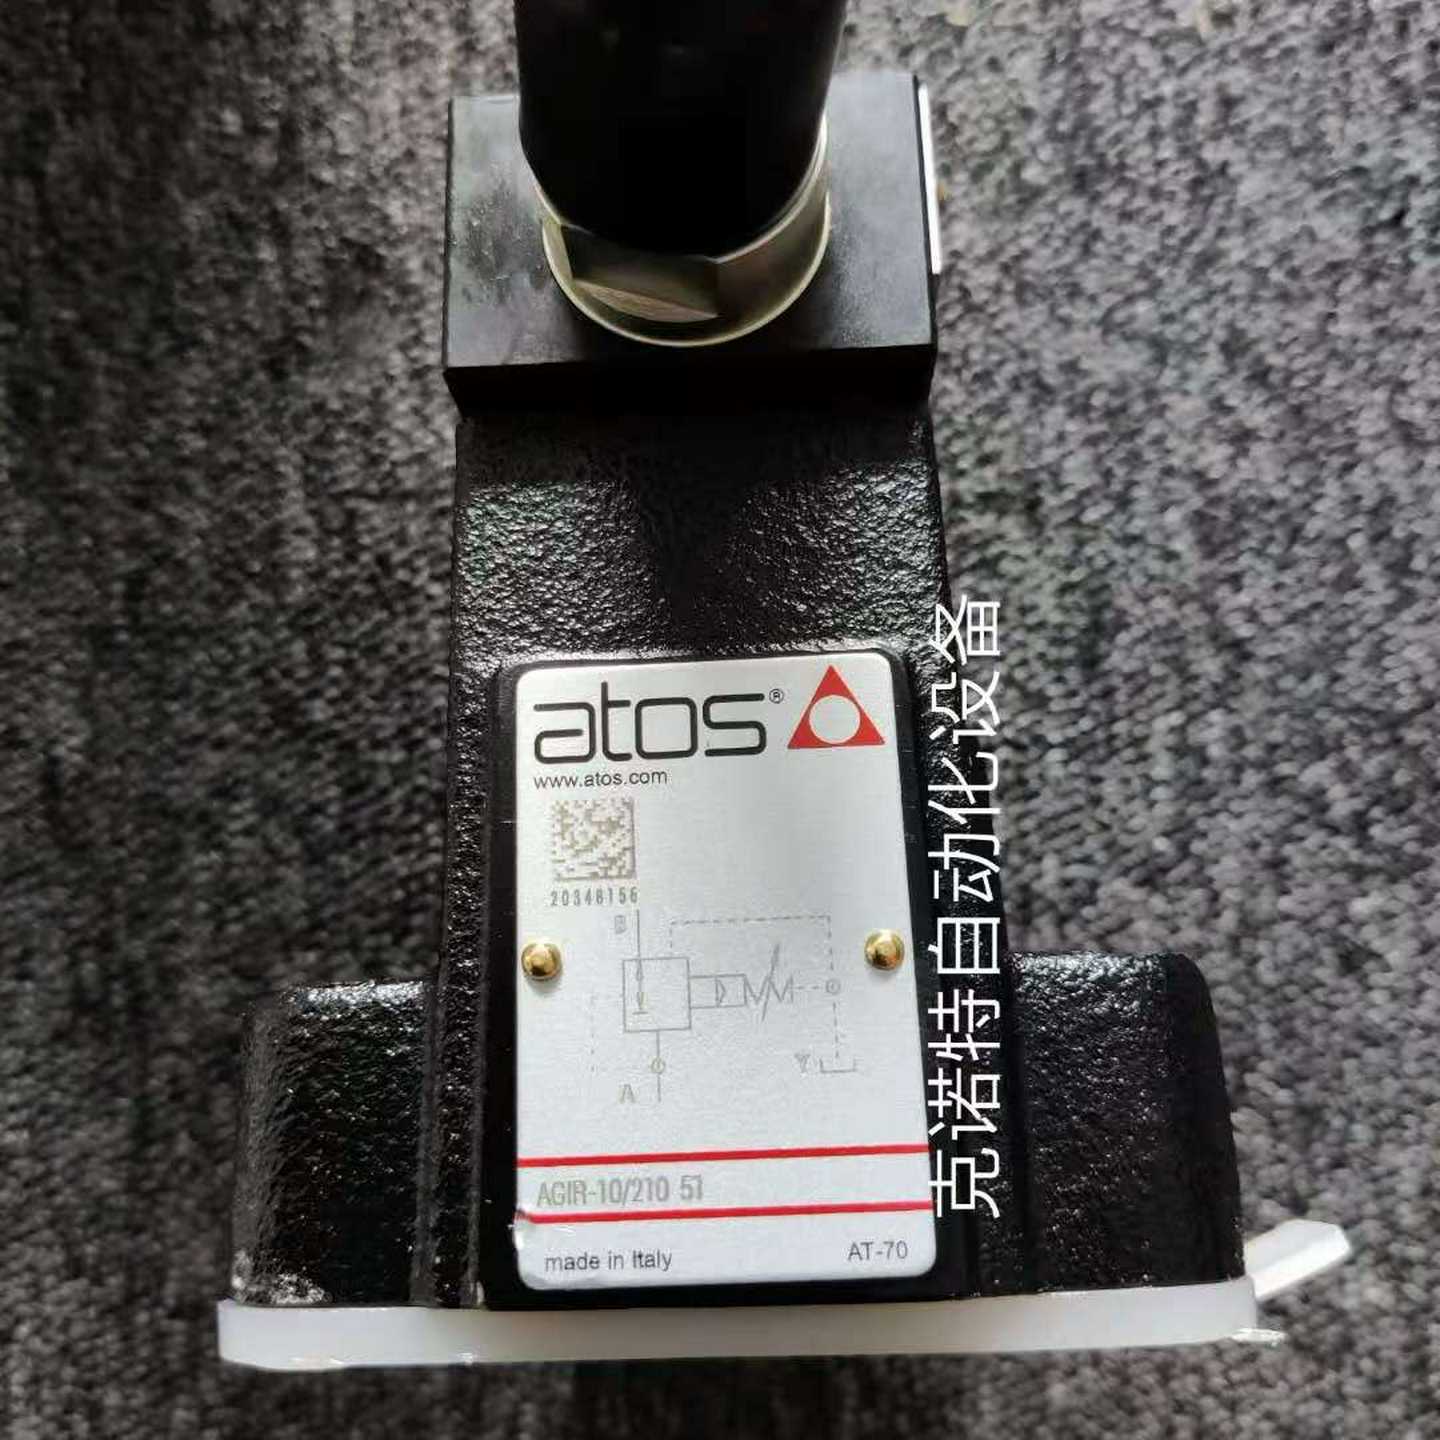 atos®
www.atos.com
20348156
B
Y
A
AGIR-10/210 51
made in Italy
AT-70
克诺特自动化设备